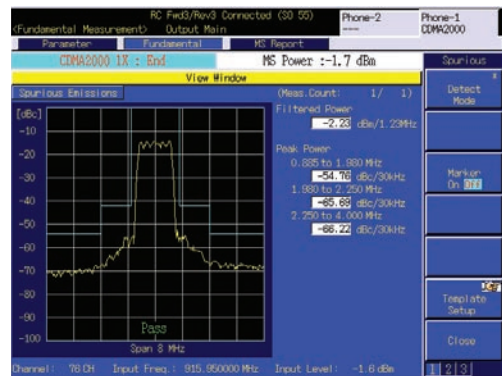 RC Fwd3/Rev3 Connected (SO 55)
<Fundamental Measurement> Output Main
Phone-2
----
Phone-1
CDMA2000
Parameter
Fundamental
MS Report
CDMA2000 1X : End
MS Power :-1.7 dBm
Spurious
View Window
Spurious Emissions
(Meas.Count: 1/ 1)
Detect
Mode
[dBc]
-10
-20
-30
-40
-50
-60
-70
-80
-90
-100
Filtered Power
-2.23 dBm/1.23MHz
Peak Power
0.885 to 1.980 MHz
-54.76 dBc/30kHz
1.980 to 2.250 MHz
-65.69 dBc/30kHz
2.250 to 4.000 MHz
-66.22 dBc/30kHz
Marker
On Off
Pass
Span 8 MHz
Template
Setup
Close
Channel: 76 CH Input Freq.: 915.950000 MHz Input Level: -1.6 dBm
1 2 3